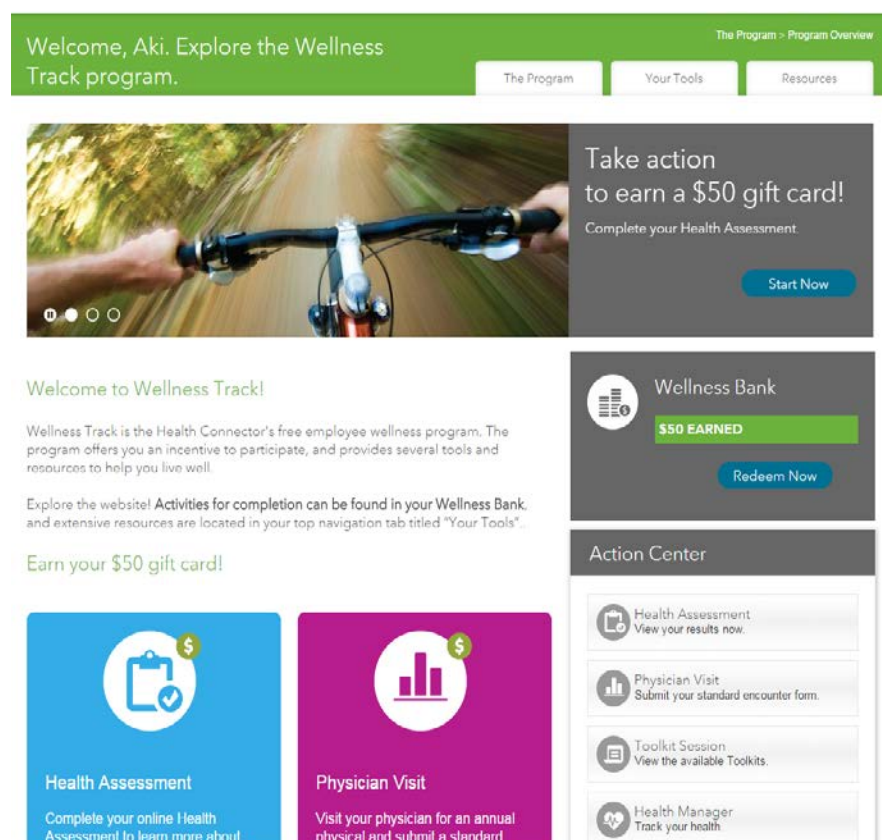 Welcome, Aki. Explore the Wellness
Track program.
The Program > Program Overview
The Program
Your Tools
Resources
Take action
to earn a $50 gift card!
Complete your Health Assessment.
Start Now
Welcome to Wellness Track!
Wellness Track is the Health Connector's free employee wellness program. The
program offers you an incentive to participate, and provides several tools and
resources to help you live well.
Explore the website! Activities for completion can be found in your Wellness Bank,
and extensive resources are located in your top navigation tab titled "Your Tools".
Earn your $50 gift card!
Health Assessment
Complete your online Health
Assessment to learn more about
Physician Visit
Visit your physician for an annual
physical and submit a standard
Wellness Bank
$50 EARNED
Redeem Now
Action Center
Health Assessment
View your results now.
Physician Visit
Submit your standard encounter form.
Toolkit Session
View the available Toolkits.
Health Manager
Track your health